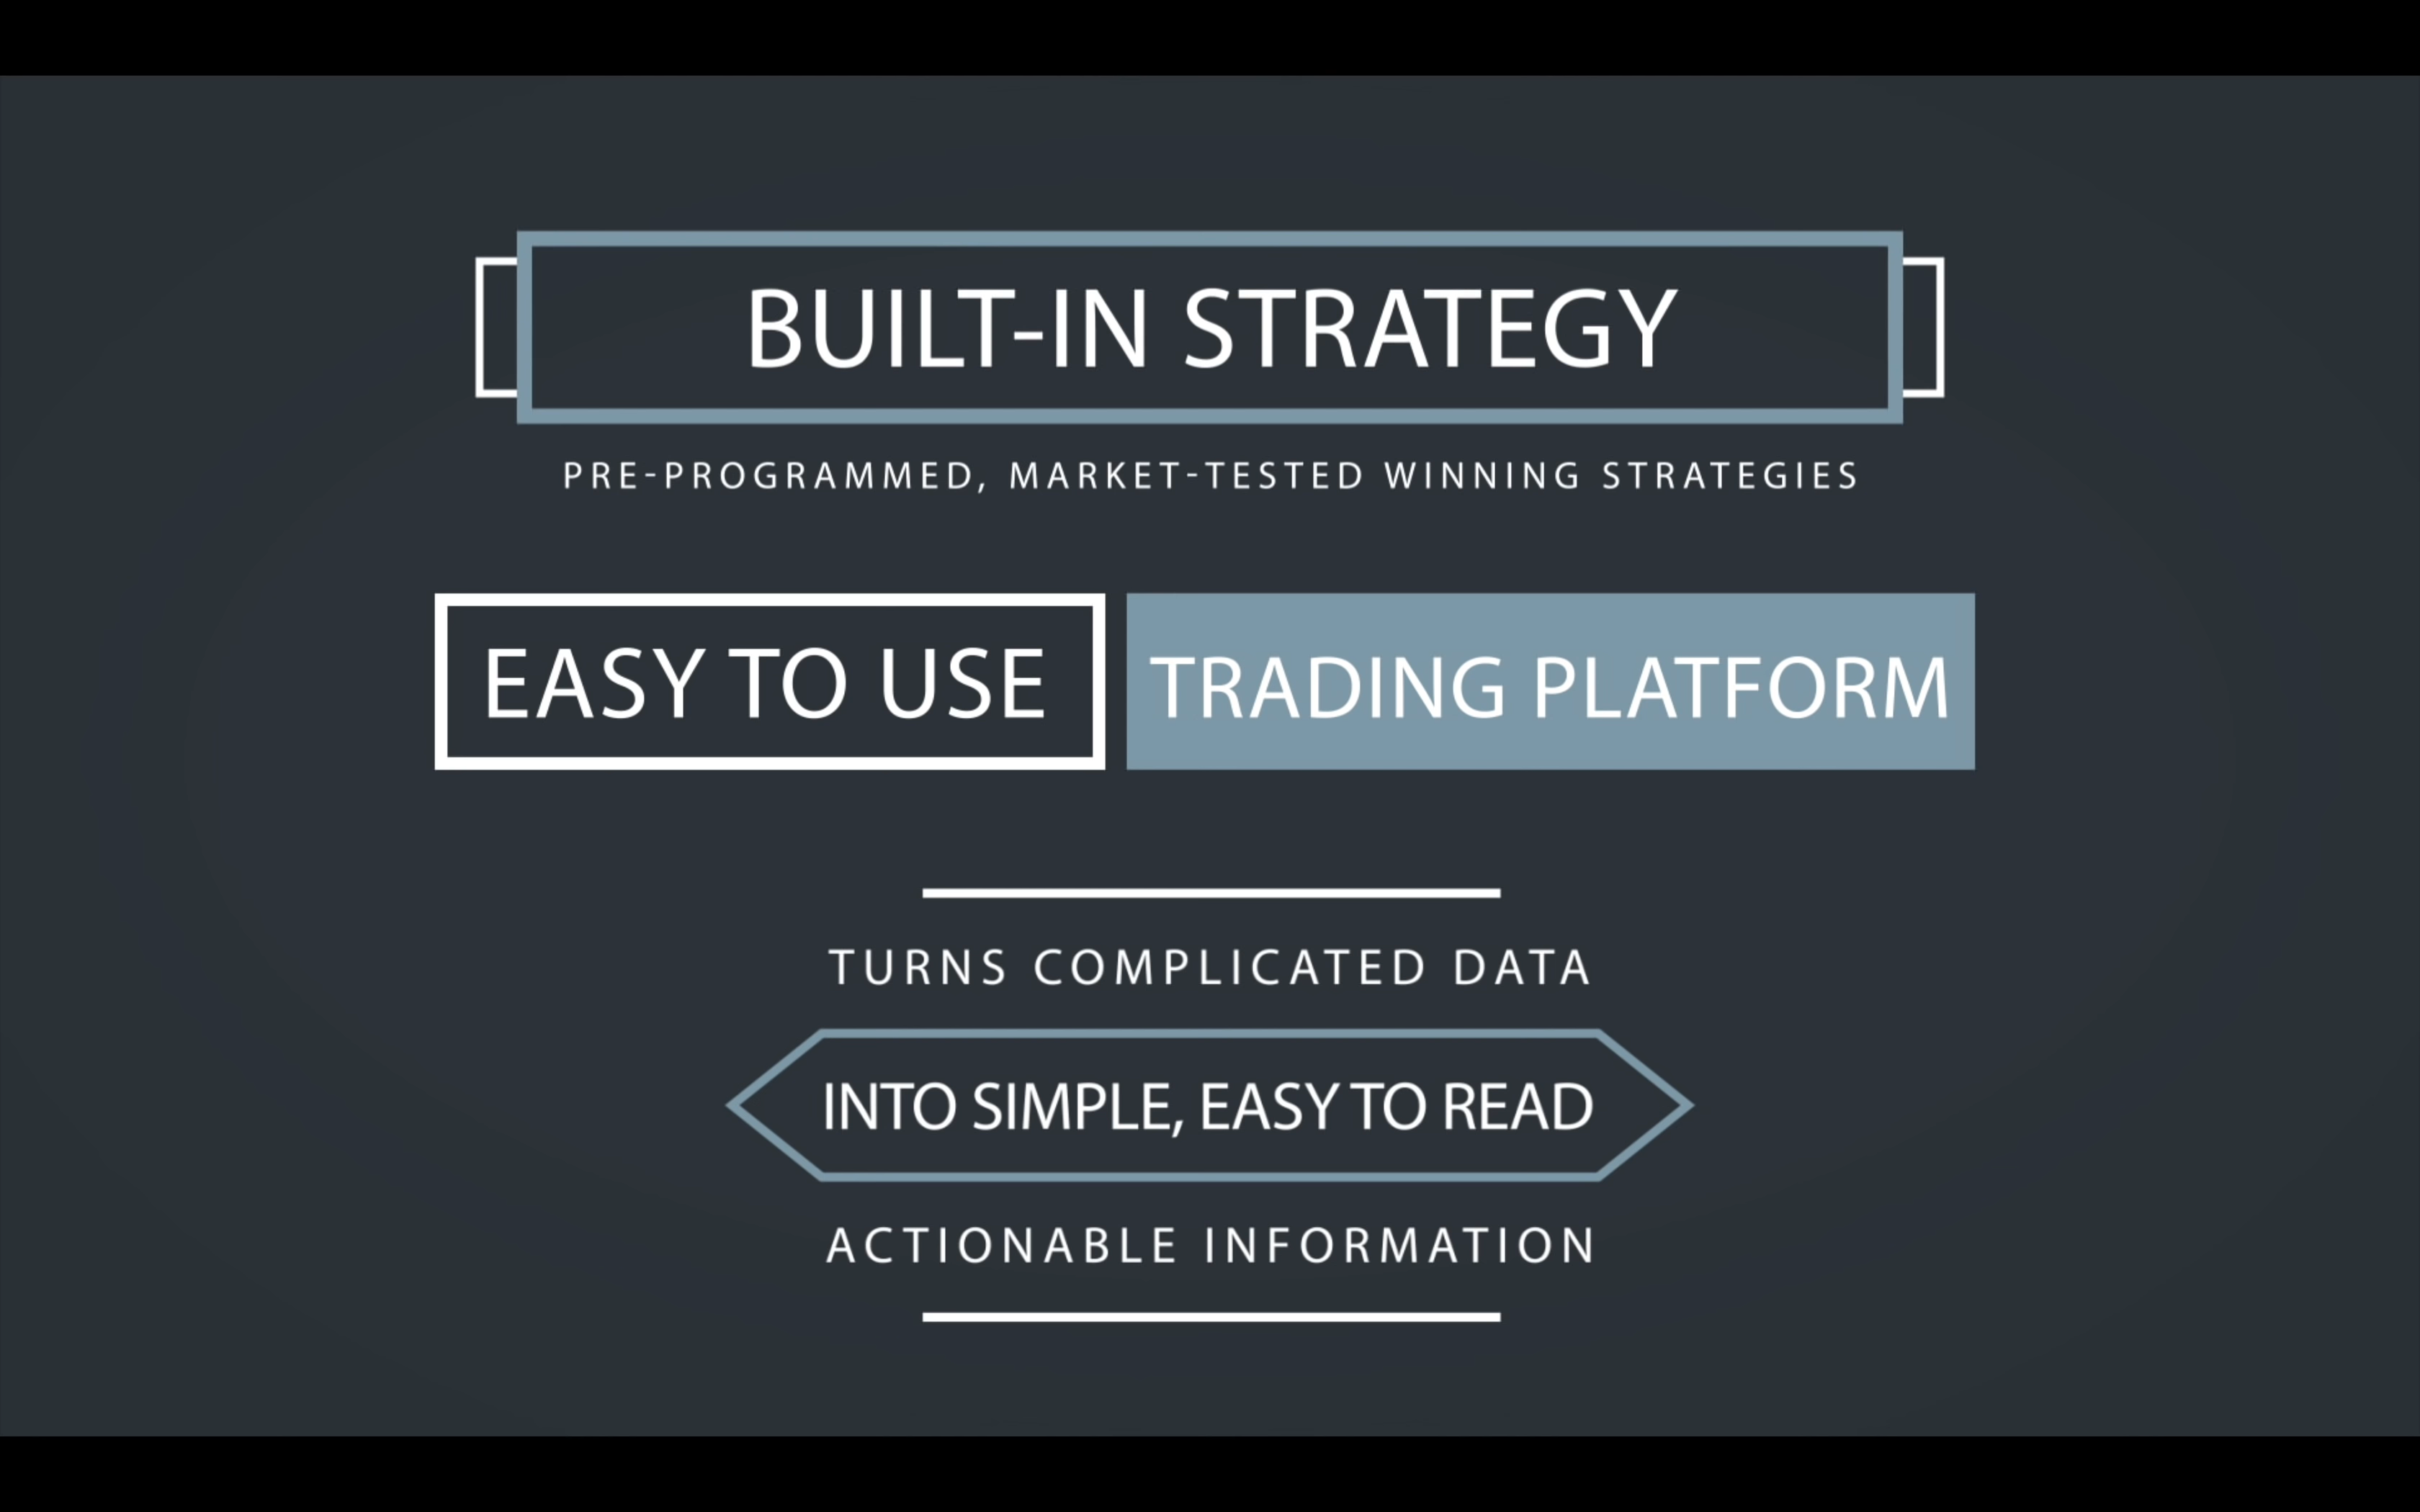 BUILT-IN STRATEGY
PRE-PROGRAMMED, MARKET-TESTED WINNING STRATEGIES
EASY TO USE TRADING PLATFORM
TURNS COMPLICATED DATA
INTO SIMPLE, EASY TO READ
ACTIONABLE INFORMATION